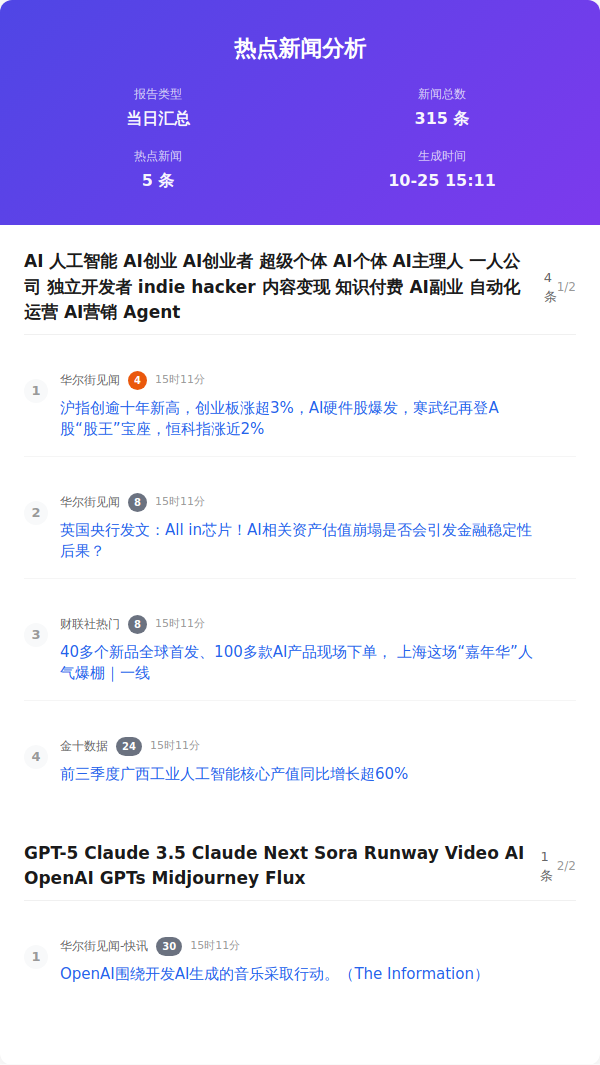 热点新闻分析
报告类型
新闻总数
当日汇总
315 条
热点新闻
生成时间
5 条
10-25 15:11
AI 人工智能 AI创业 AI创业者 超级个体 AI个体 AI主理人 一人公
司 独立开发者 indie hacker 内容变现 知识付费 AI副业 自动化
运营 AI营销 Agent
4
条
1/2
1
华尔街见闻 4 15时11分
沪指创逾十年新高，创业板涨超3%，AI硬件股爆发，寒武纪再登A
股“股王”宝座，恒科指涨近2%
2
华尔街见闻 8 15时11分
英国央行发文：All in芯片！AI相关资产估值崩塌是否会引发金融稳定性
后果？
3
财联社热门 8 15时11分
40多个新品全球首发、100多款AI产品现场下单， 上海这场“嘉年华”人
气爆棚｜一线
4
金十数据 24 15时11分
前三季度广西工业人工智能核心产值同比增长超60%
GPT-5 Claude 3.5 Claude Next Sora Runway Video AI
OpenAI GPTs Midjourney Flux
1
条
2/2
1
华尔街见闻-快讯 30 15时11分
OpenAI围绕开发AI生成的音乐采取行动。（The Information）